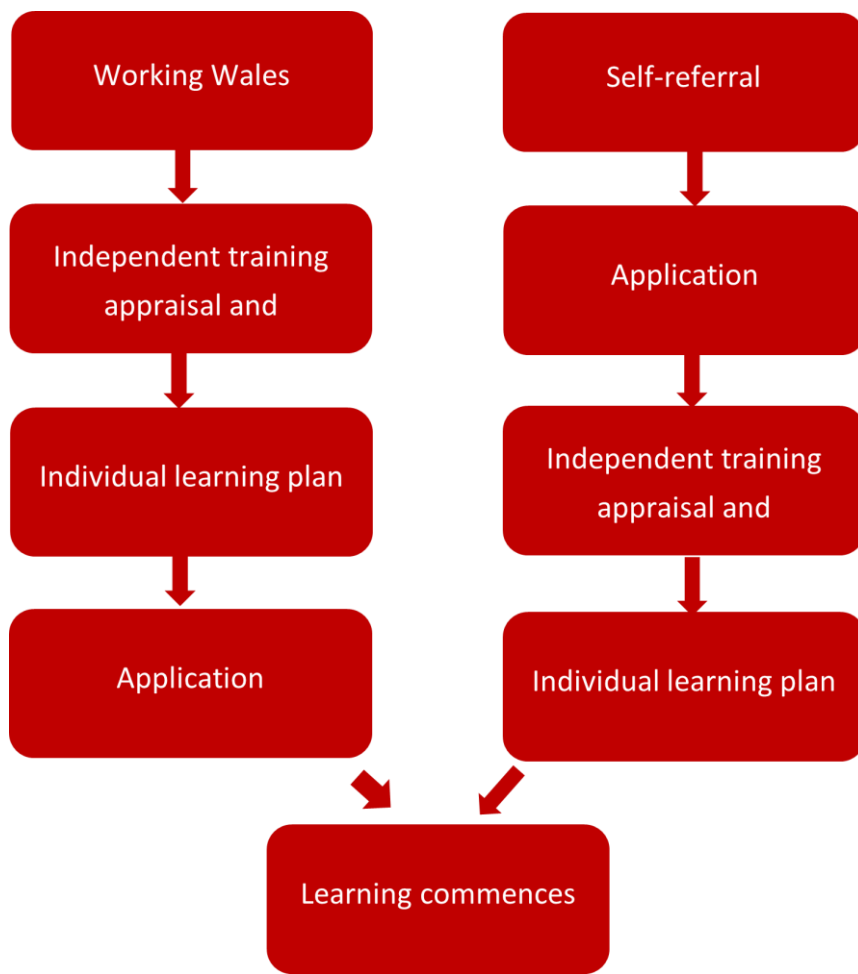 Working Wales
Independent training
appraisal and
Individual learning plan
Application
Self-referral
Application
Independent training
appraisal and
Individual learning plan
Learning commences